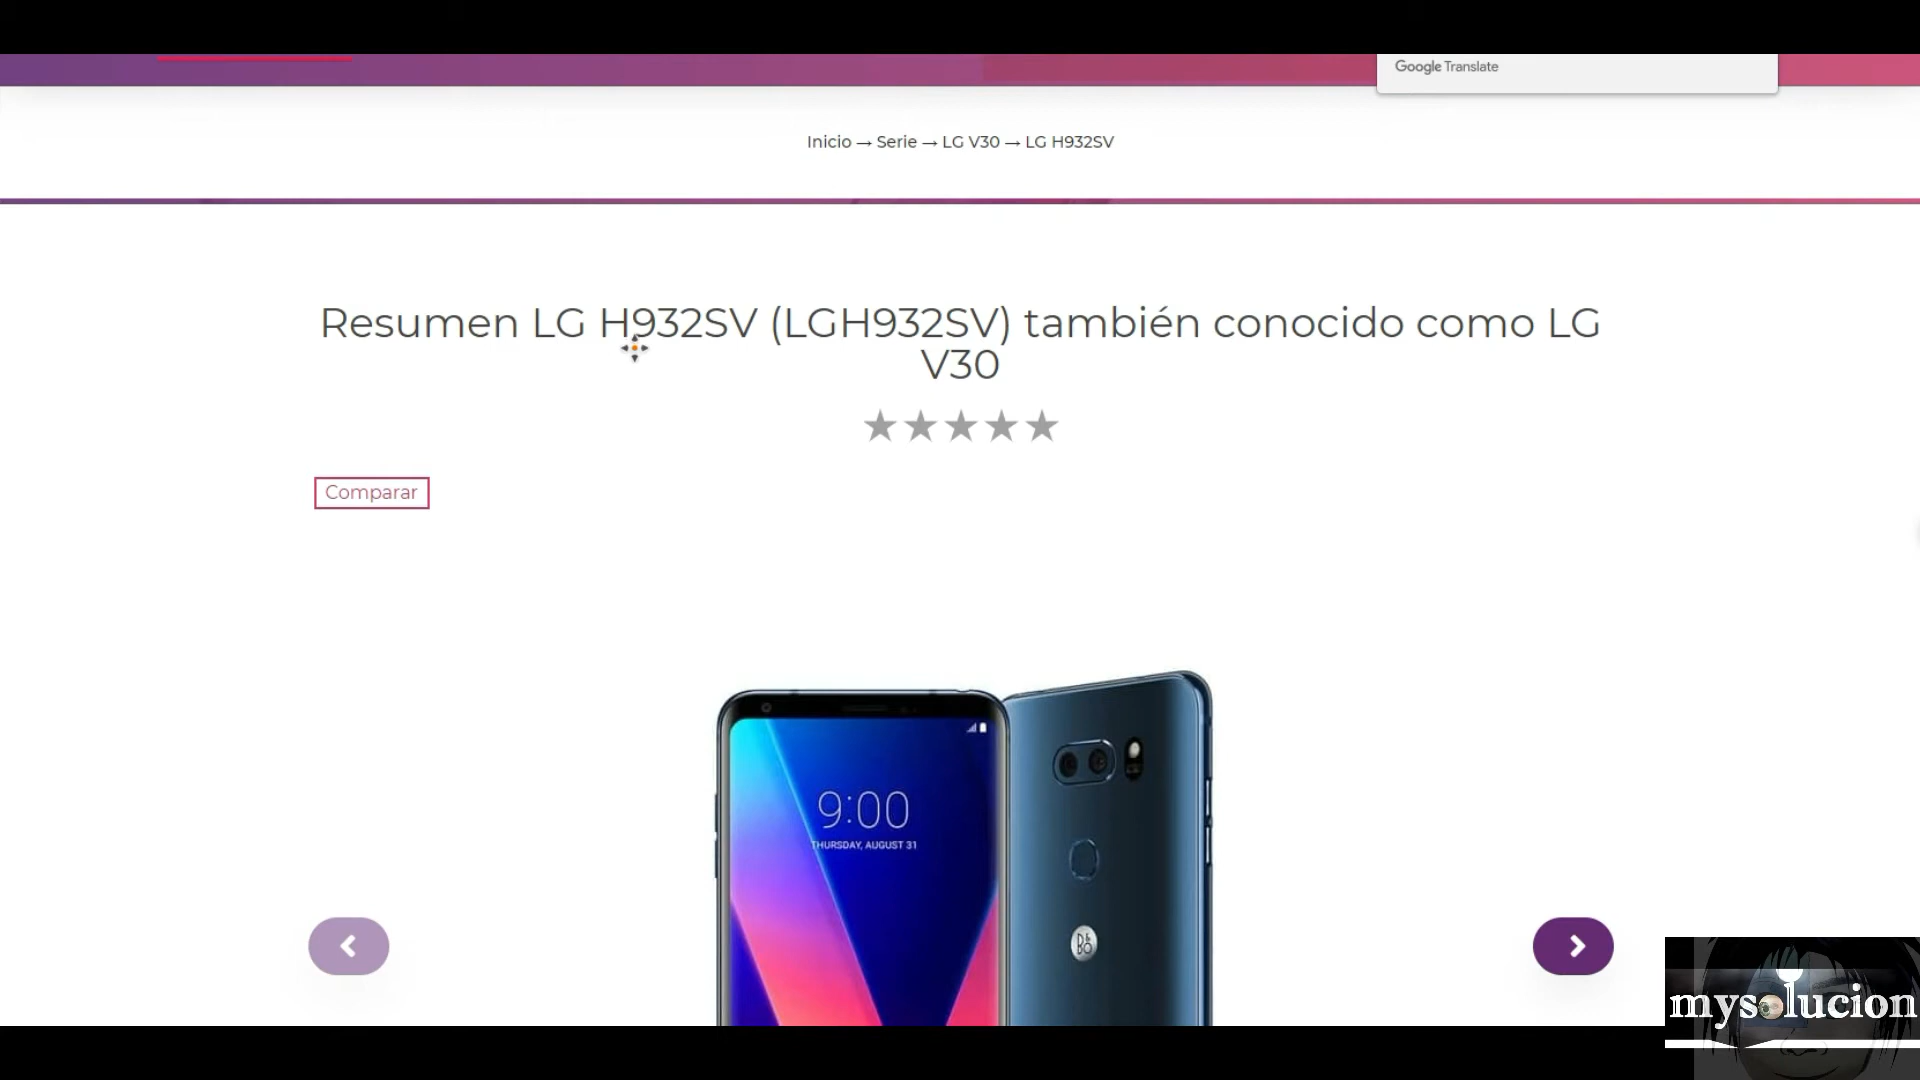 Google Translate
Inicio → Serie → LG V30 → LG H932SV
Resumen LG H932SV (LGH932SV) también conocido como LG
V30
Comparar
9:00
THURSDAY, AUGUST 31
B&O
mysolucion